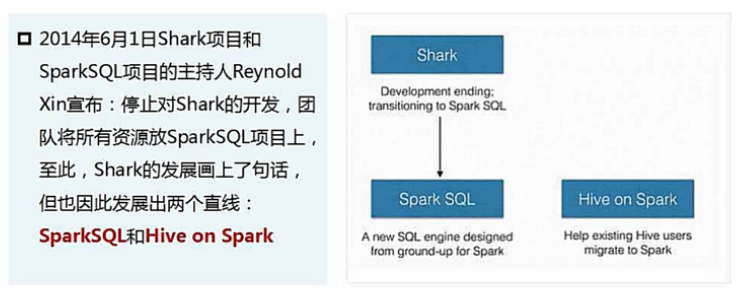 2014年6月1日Shark项目和
SparkSQL项目的主持人Reynold
Xin宣布：停止对Shark的开发，团
队将所有资源放SparkSQL项目上，
至此，Shark的发展画上了句话，
但也因此发展出两个直线：
SparkSQL和Hive on Spark
Shark
Development ending;
transitioning to Spark SQL
Spark SQL
A new SQL engine designed
from ground-up for Spark
Hive on Spark
Help existing Hive users
migrate to Spark